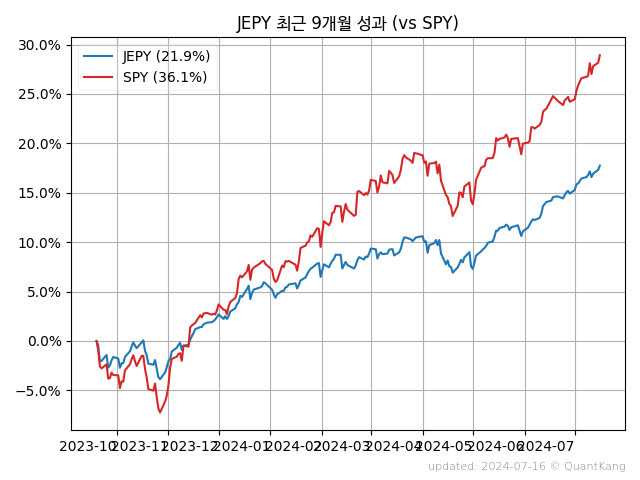 JEPY 최근 9개월 성과 (vs SPY)
JEPY (21.9%)
SPY (36.1%)
30.0%
25.0%
20.0%
15.0%
10.0%
5.0%
0.0%
−5.0%
2023-10 2023-11 2023-12 2024-01 2024-02 2024-03 2024-04 2024-05 2024-06 2024-07
updated: 2024-07-16 © QuantKang